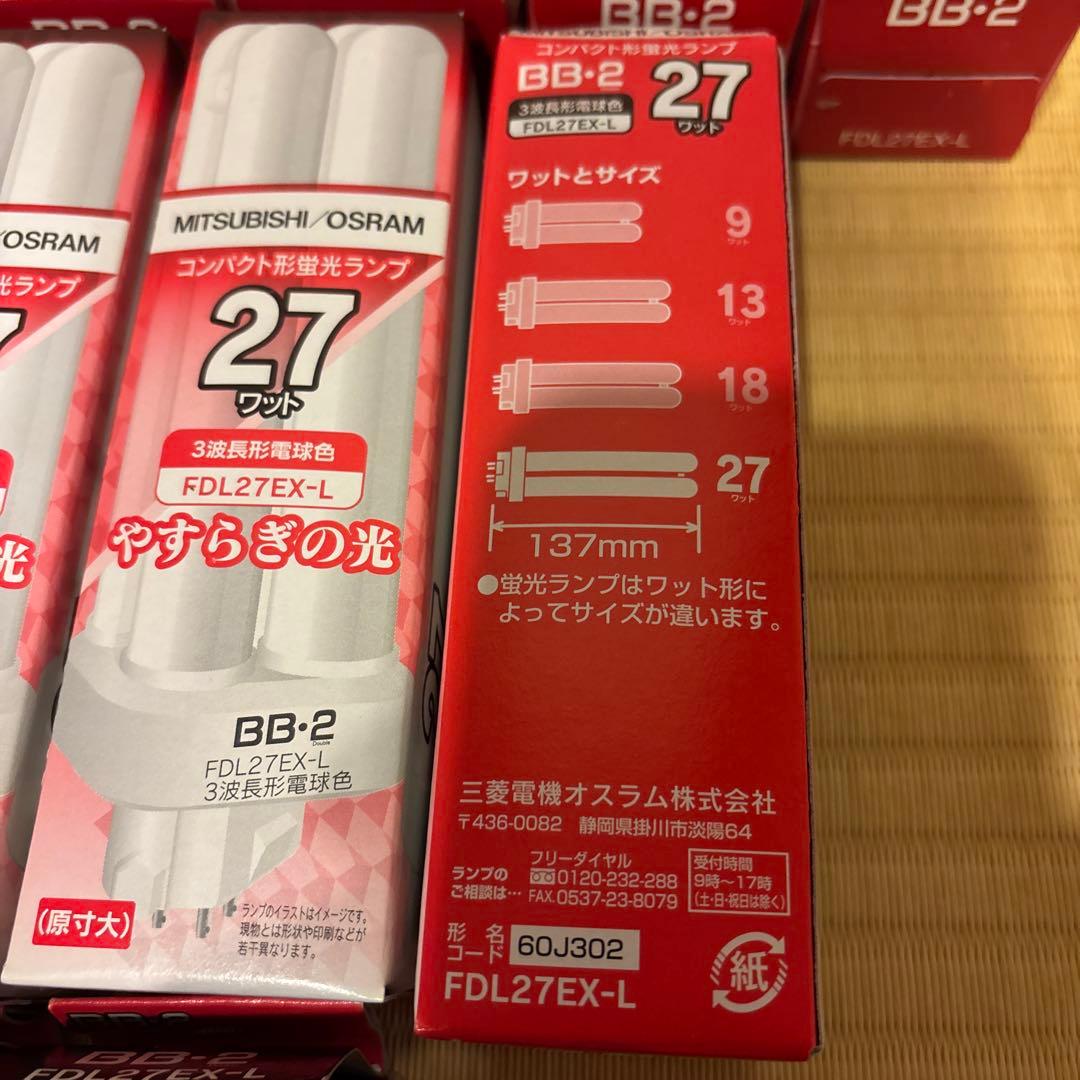 BB・2
BB・2
BB・2
FDL27EX-L
/OSRAM
光ランプ
光
MITSUBISHI/OSRAM
コンパクト形蛍光ランプ
27
ワット
3波長形電球色
FDL27EX-L
やすらぎの光
BB・2
Double
FDL27EX-L
3波長形電球色
(原寸大)
ランプのイラストはイメージです。
現物とは形状や印刷などが
若干異なります。
MITSUBISHI/OSRAM
コンパクト形蛍光ランプ
BB・2
27
ワット
3波長形電球色
FDL27EX-L
ワットとサイズ
9
ワット
13
ワット
18
ワット
27
ワット
137mm
●蛍光ランプはワット形に
よってサイズが違います。
三菱電機オスラム株式会社
〒436-0082 静岡県掛川市淡陽64
ランプの
ご相談は…
フリーダイヤル
0120-232-288
FAX.0537-23-8079
受付時間
9時～17時
(土・日・祝日は除く)
形名
コード
60J302
FDL27EX-L
紙
BB・2
BB・2
FDL27EX-L